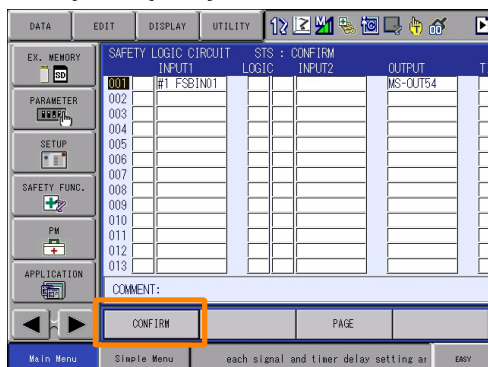 DATA EDIT DISPLAY UTILITY
EX. MEMORY
SD
PARAMETER
SETUP
SAFETY FUNC.
PM
APPLICATION
SAFETY LOGIC CIRCUIT STS : CONFIRM
INPUT1 LOGIC INPUT2 OUTPUT T
001 #1 FSBIN01 MS-OUT54
002
003
004
005
006
007
008
009
010
011
012
013
COMMENT:
CONFIRM PAGE
Main Menu Simple Menu each signal and timer delay setting ar EASY